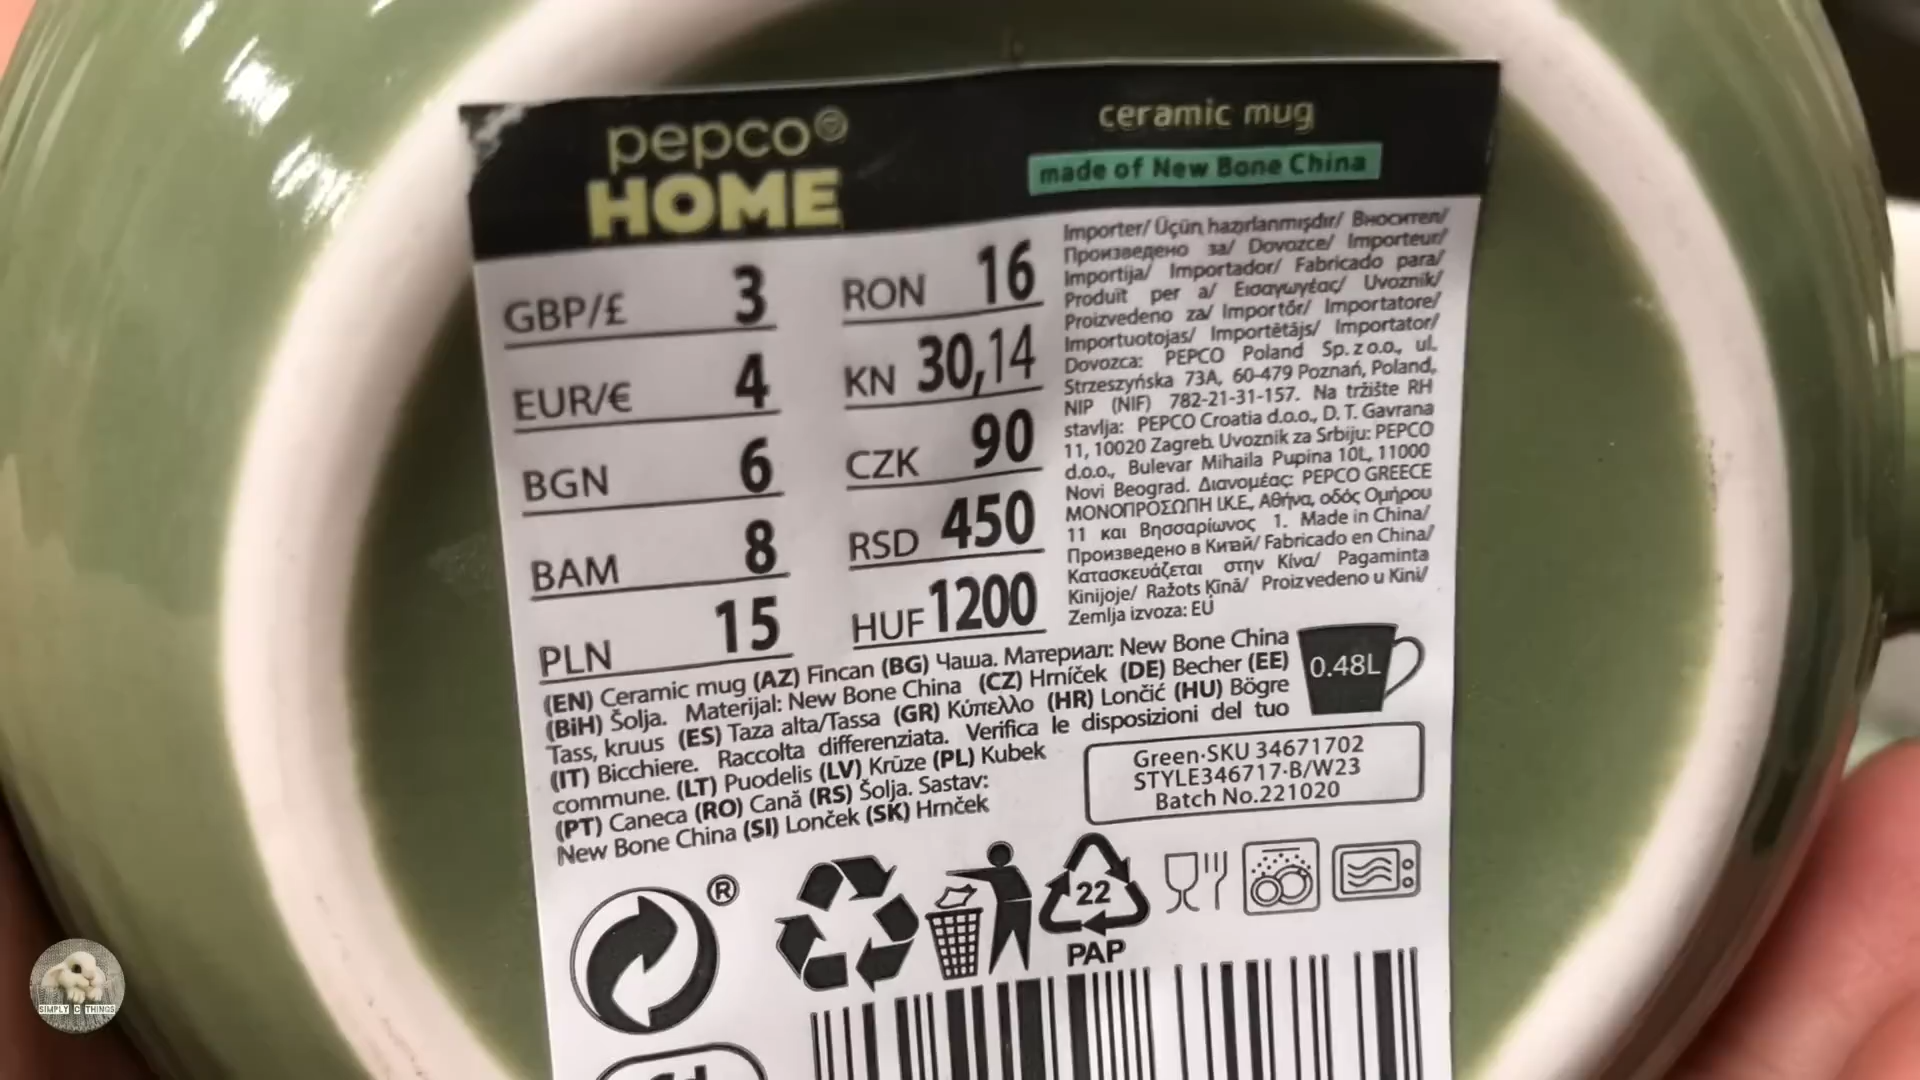 pepco®
HOME
ceramic mug
made of New Bone China
GBP/£ 3
EUR/€ 4
BGN 6
BAM 8
PLN 15
RON 16
KN 30,14
CZK 90
RSD 450
HUF 1200
Importer/ Üçün hazırlanmışdır/ Вносител/
Произведено за/ Dovozce/ Importeur/
Importija/ Importador/ Fabricado para/
Produit per a/ Εισαγωγέας/ Uvoznik/
Proizvedeno za/ Importőr/ Importatore/
Importuotojas/ Importētājs/ Importator/
Dovozca: PEPCO Poland Sp. z o.o., ul.
Strzeszyńska 73A, 60-479 Poznań, Poland,
NIP (NIF) 782-21-31-157. Na tržište RH
stavlja: PEPCO Croatia d.o.o., D. T. Gavrana
11, 10020 Zagreb. Uvoznik za Srbiju: PEPCO
d.o.o., Bulevar Mihaila Pupina 10L, 11000
Novi Beograd. Διανομέας: PEPCO GREECE
ΜΟΝΟΠΡΟΣΩΠΗ Ι.Κ.Ε., Αθήνα, οδός Ομήρου
11 και Βησσαρίωνος 1. Made in China/
Произведено в Китай/ Fabricado en China/
Κατασκευάζεται στην Κίνα/ Pagaminta
Kinijoje/ Ražots Ķīnā/ Proizvedeno u Kini/
Zemlja izvoza: EU
(EN) Ceramic mug (AZ) Fincan (BG) Чаша. Материал: New Bone China
(BiH) Šolja. Materijal: New Bone China (CZ) Hrníček (DE) Becher (EE)
Tass, kruus (ES) Taza alta/Tassa (GR) Κύπελλο (HR) Lončić (HU) Bögre
(IT) Bicchiere. Raccolta differenziata. Verifica le disposizioni del tuo
commune. (LT) Puodelis (LV) Krūze (PL) Kubek
(PT) Caneca (RO) Cană (RS) Šolja. Sastav:
New Bone China (SI) Lonček (SK) Hrnček
0.48L
Green-SKU 34671702
STYLE346717-B/W23
Batch No.221020
®
22
PAP
SIMPLY C THINGS